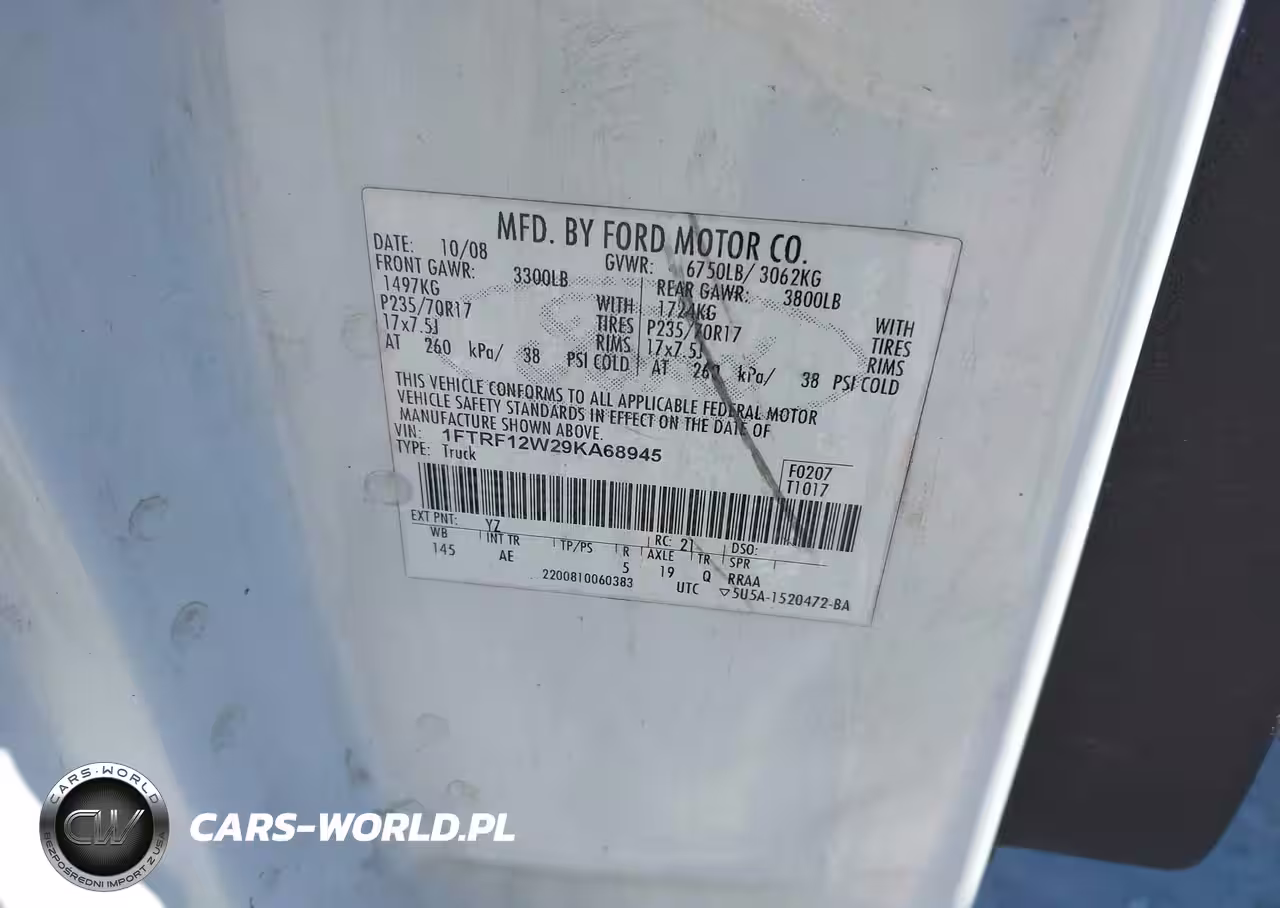 MFD. BY FORD MOTOR CO.
DATE: 10/08 GVWR: 6750LB/ 3062KG
FRONT GAWR: 3300LB REAR GAWR: 3800LB
1497KG WITH 1724KG WITH
P235/70R17 TIRES P235/70R17 TIRES
17x7.5J RIMS 17x7.5J RIMS
AT 260 kPa/ 38 PSI COLD AT 260 kPa/ 38 PSI COLD
THIS VEHICLE CONFORMS TO ALL APPLICABLE FEDERAL MOTOR
VEHICLE SAFETY STANDARDS IN EFFECT ON THE DATE OF
MANUFACTURE SHOWN ABOVE.
VIN: 1FTRF12W29KA68945
TYPE: Truck
F0207
T1017
EXT PNT: YZ RC: 21 DSO:
WB INT TR TP/PS R AXLE TR SPR
145 AE 5 19 Q RRAA
2200810060383 UTC ▽5U5A-1520472-BA
CARS-WORLD
CW
BEZPOŚREDNI IMPORT Z USA
CARS-WORLD.PL